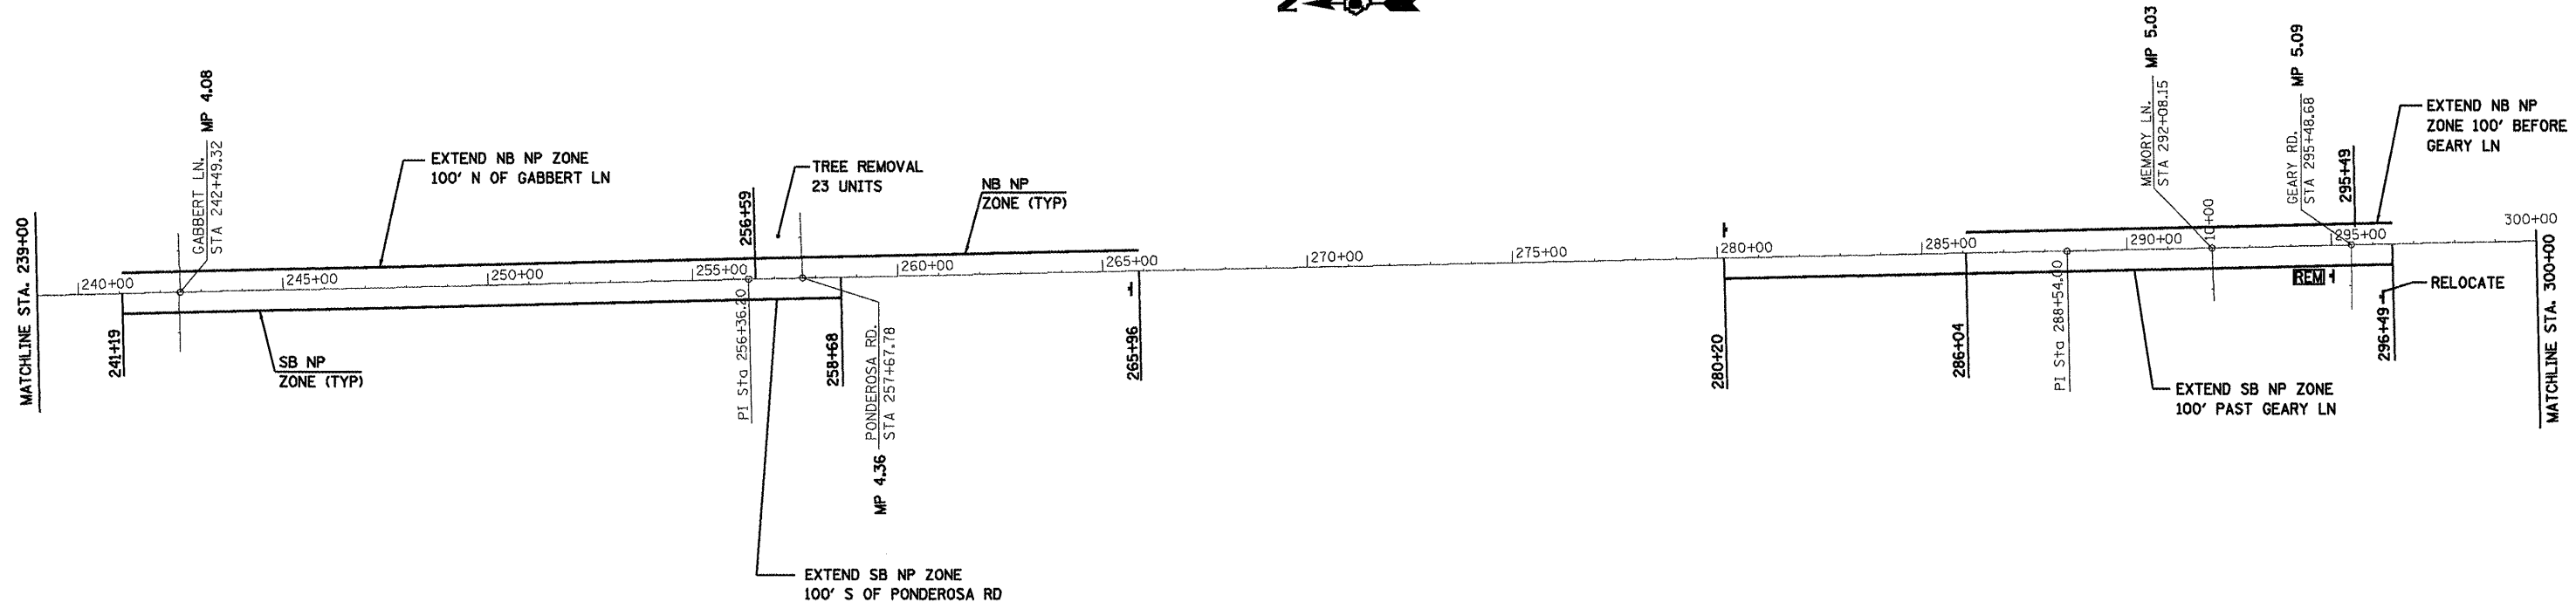 N
MATCHLINE STA. 239+00
240+00
241+19
GABBERT LN.
STA 242+49.32
MP 4.08
EXTEND NB NP ZONE
100' N OF GABBERT LN
245+00
SB NP
ZONE (TYP)
250+00
255+00
256+59
PI Sta 256+36.20
TREE REMOVAL
23 UNITS
258+68
PONDEROSA RD.
STA 257+67.78
MP 4.36
EXTEND SB NP ZONE
100' S OF PONDEROSA RD
260+00
NB NP
ZONE (TYP)
265+00
265+96
270+00
275+00
280+00
280+20
285+00
286+04
PI Sta 288+54.00
290+00
MEMORY LN.
STA 292+08.15
MP 5.03
10+00
GEARY RD.
STA 295+48.68
MP 5.09
295+49
295+00
EXTEND NB NP
ZONE 100' BEFORE
GEARY LN
REM
RELOCATE
296+49
EXTEND SB NP ZONE
100' PAST GEARY LN
300+00
MATCHLINE STA. 300+00